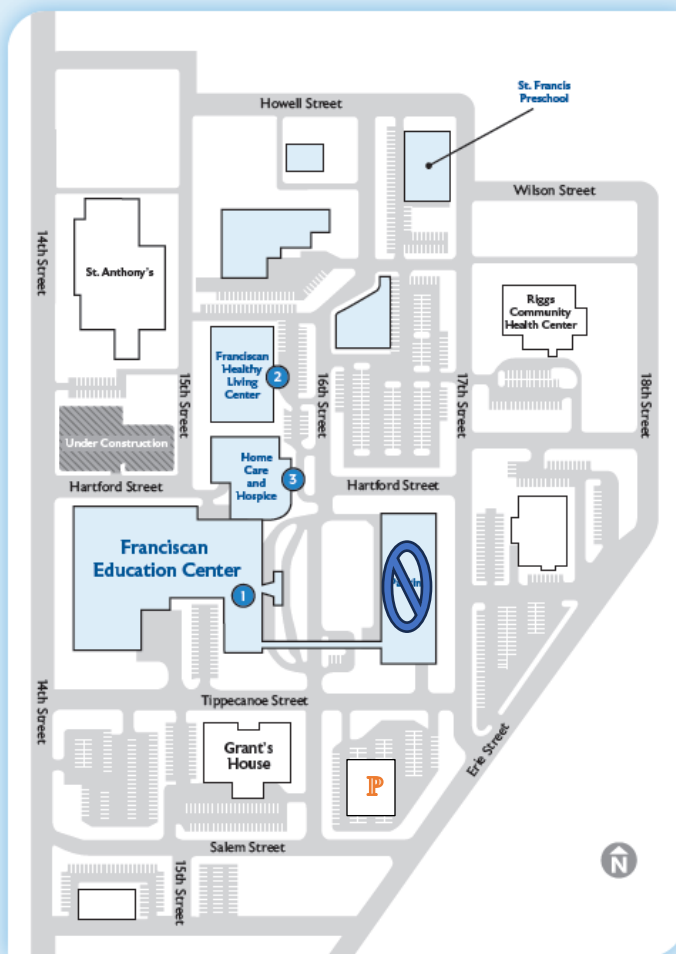 St. Francis
Preschool
Howell Street
Wilson Street
14th Street
St. Anthony's
Riggs
Community
Health Center
Franciscan
Healthy
Living
Center
2
15th Street
16th Street
17th Street
18th Street
Under Construction
Home
Care
and
Hospice
3
Hartford Street
Hartford Street
Franciscan
Education Center
1
14th Street
Tippecanoe Street
Erie Street
Grant's
House
P
Salem Street
15th Street
N